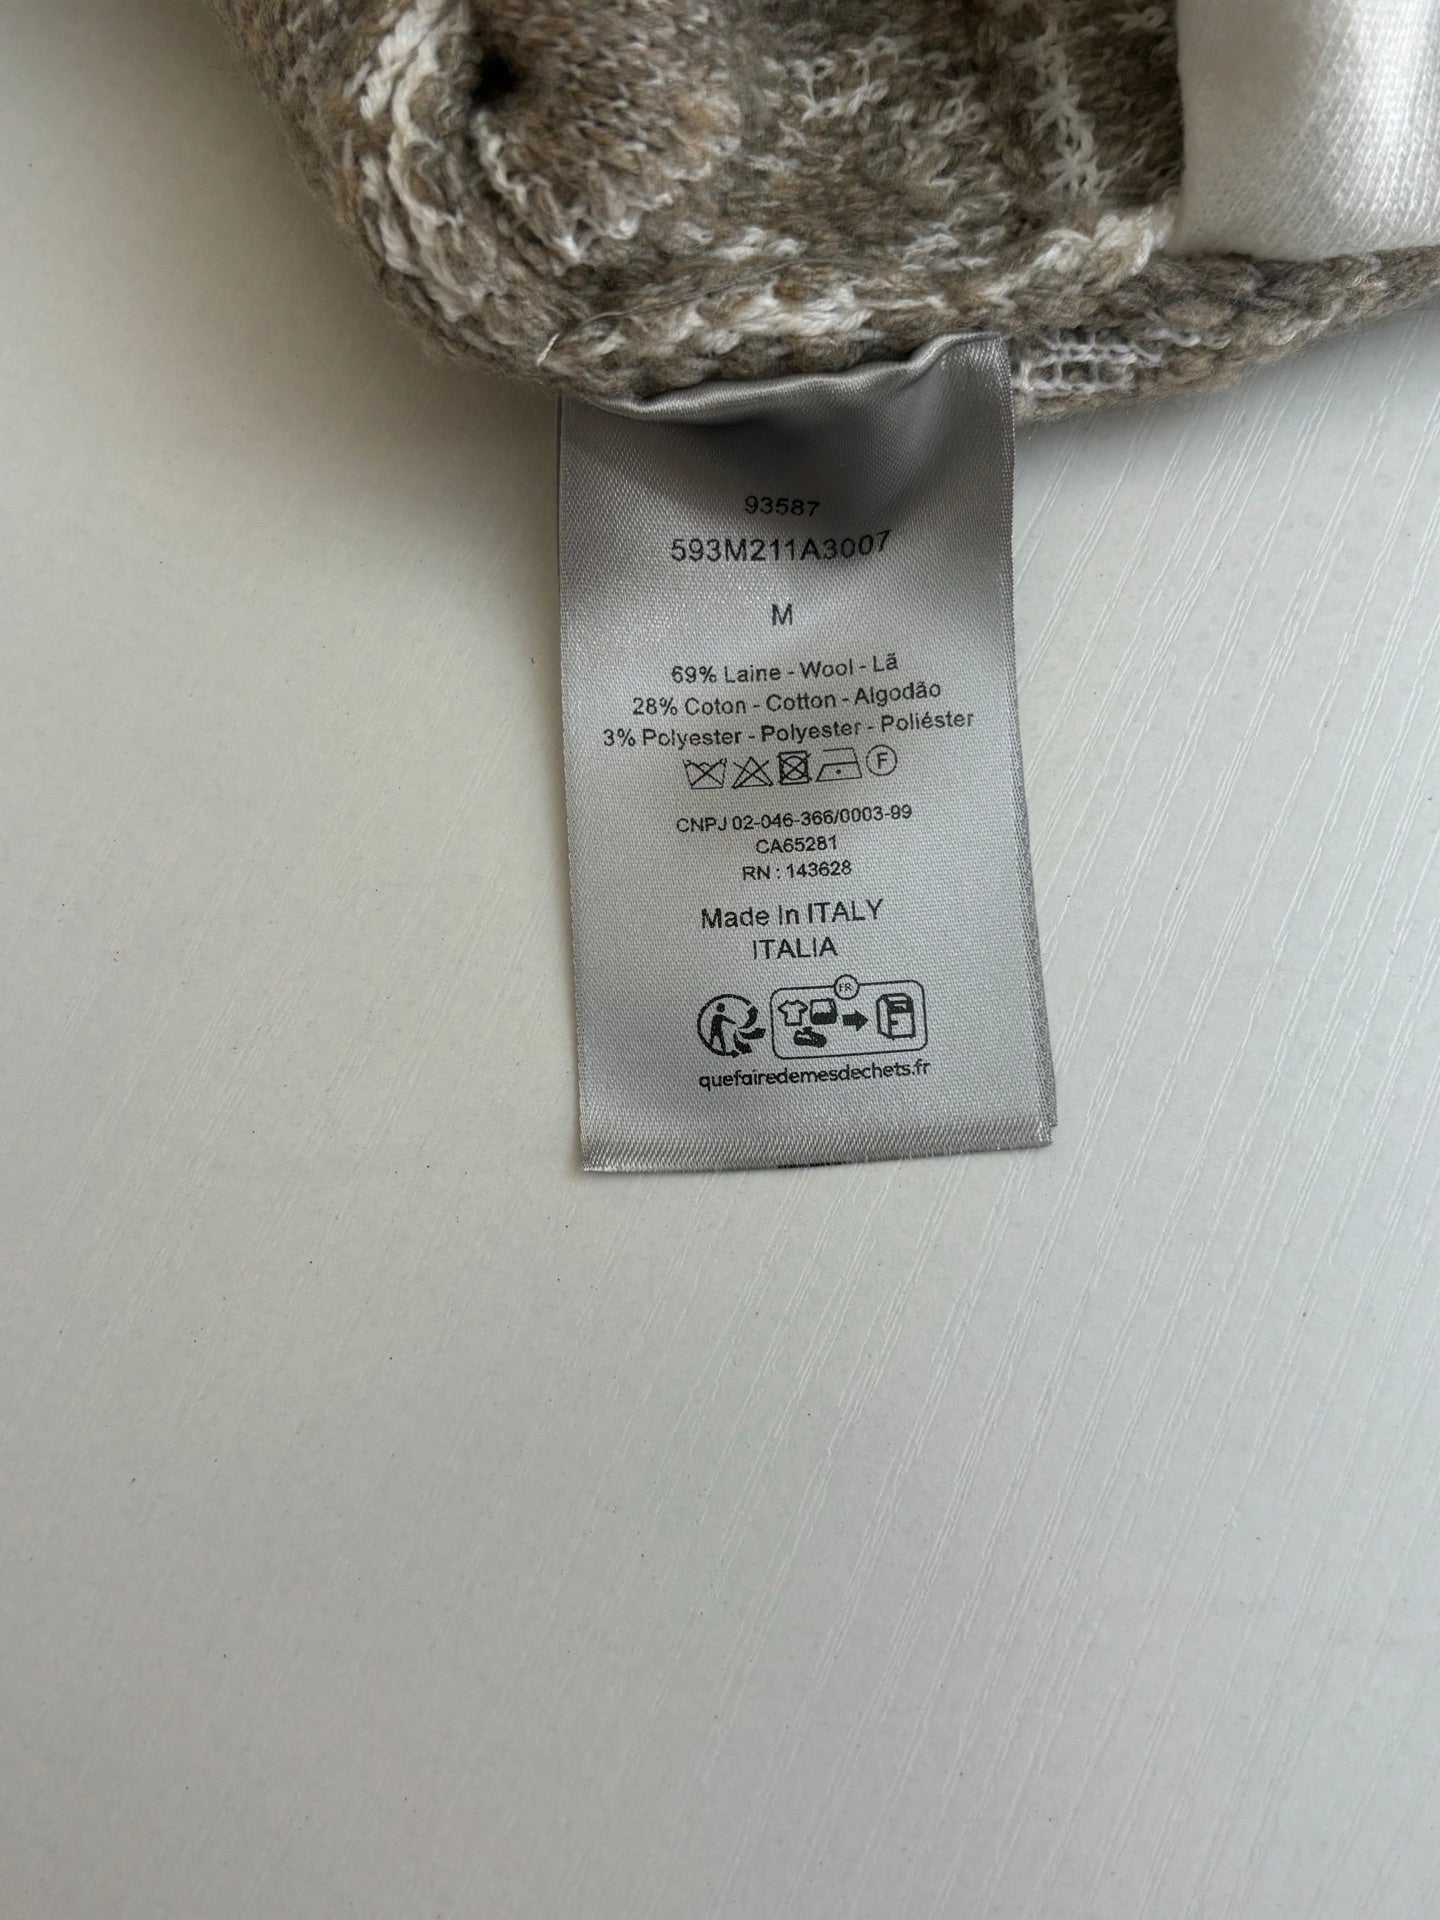 93587
593M211A3007
M
69% Laine - Wool - Lã
28% Coton - Cotton - Algodão
3% Polyester - Polyester - Poliéster
F
CNPJ 02-046-366/0003-99
CA65281
RN : 143628
Made In ITALY
ITALIA
FR
quefairedemesdechets.fr